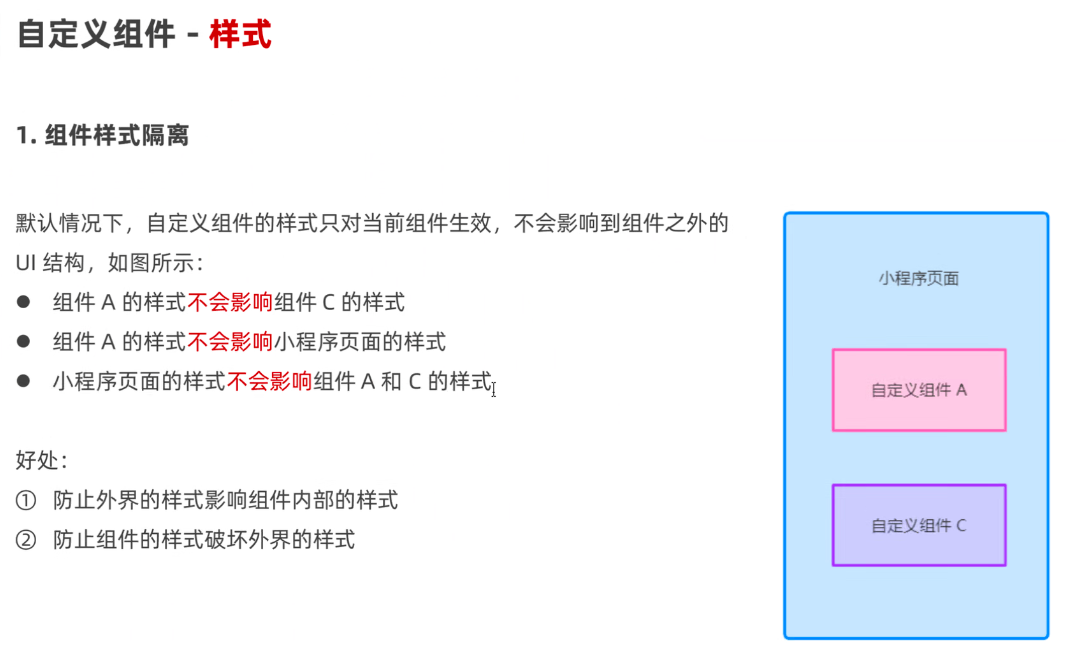 自定义组件 - 样式
1. 组件样式隔离
默认情况下，自定义组件的样式只对当前组件生效，不会影响到组件之外的
UI 结构，如图所示：
● 组件 A 的样式不会影响组件 C 的样式
● 组件 A 的样式不会影响小程序页面的样式
● 小程序页面的样式不会影响组件 A 和 C 的样式
好处：
① 防止外界的样式影响组件内部的样式
② 防止组件的样式破坏外界的样式
小程序页面
自定义组件 A
自定义组件 C